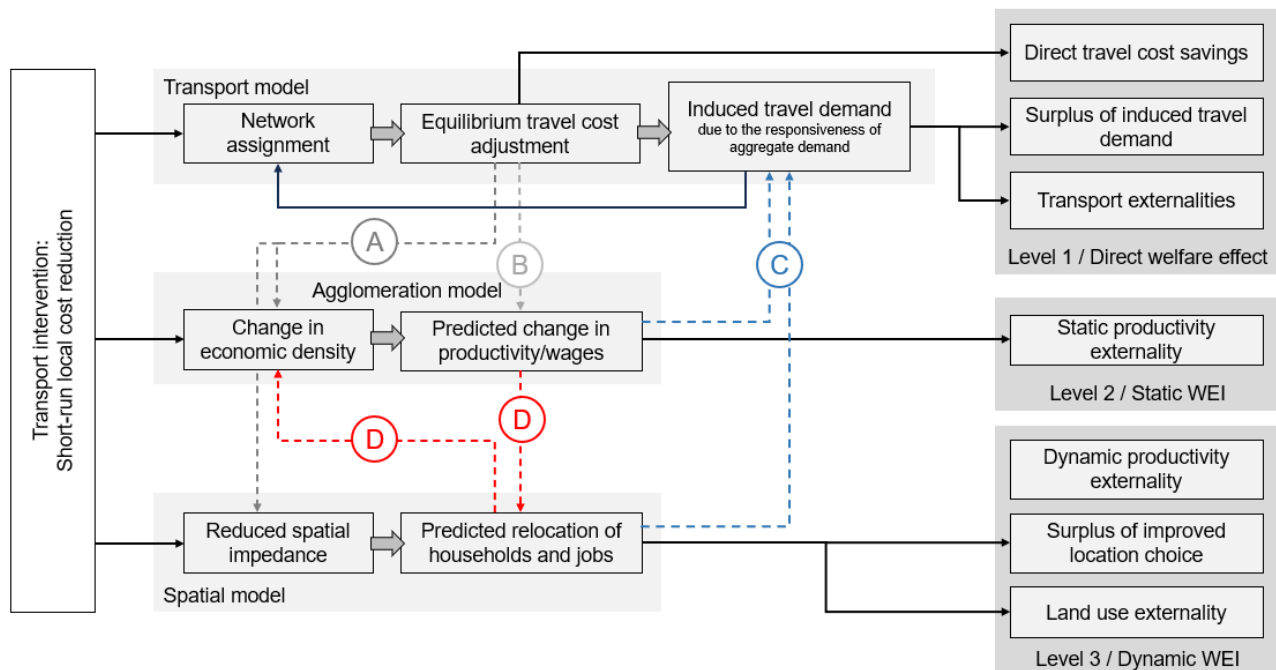 Transport intervention:
Short-run local cost reduction
Transport model
Network
assignment
Equilibrium travel cost
adjustment
Induced travel demand
due to the responsiveness of
aggregate demand
Direct travel cost savings
Surplus of induced travel
demand
Transport externalities
Level 1 / Direct welfare effect
A
B
C
Agglomeration model
Change in
economic density
Predicted change in
productivity/wages
Static productivity
externality
Level 2 / Static WEI
D
D
Reduced spatial
impedance
Predicted relocation of
households and jobs
Spatial model
Dynamic productivity
externality
Surplus of improved
location choice
Land use externality
Level 3 / Dynamic WEI